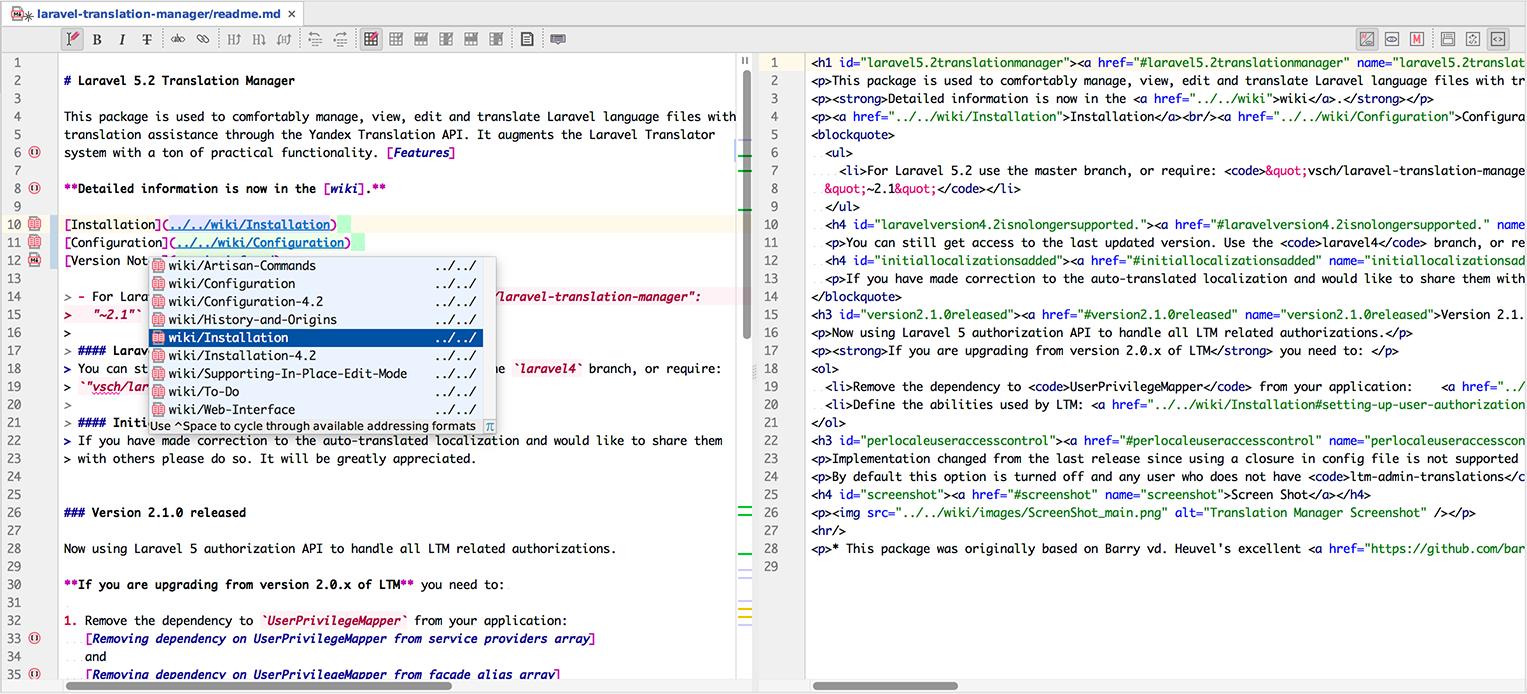 laravel-translation-manager/readme.md ×
1
2 # Laravel 5.2 Translation Manager
3
4 This package is used to comfortably manage, view, edit and translate Laravel language files with
5 translation assistance through the Yandex Translation API. It augments the Laravel Translator
6 system with a ton of practical functionality. [Features]
7
8 **Detailed information is now in the [wiki].**
9
10 [Installation](../../wiki/Installation)
11 [Configuration](../../wiki/Configuration)
12 [Version Not
13
14 > - For Lara /laravel-translation-manager":
15 > "~2.1"`
16 >
17 > #### Larav
18 > You can st he `laravel4` branch, or require:
19 > `"vsch/lar
20 >
21 > #### Initi
22 > If you have made correction to the auto-translated localization and would like to share them
23 > with others please do so. It will be greatly appreciated.
24
25
26 ### Version 2.1.0 released
27
28 Now using Laravel 5 authorization API to handle all LTM related authorizations.
29
30 **If you are upgrading from version 2.0.x of LTM** you need to:
31
32 1. Remove the dependency to `UserPrivilegeMapper` from your application:
33 [Removing dependency on UserPrivilegeMapper from service providers array]
34 and
35 [Removing dependency on UserPrivilegeMapper from facade alias array]
wiki/Artisan-Commands ../../
wiki/Configuration ../../
wiki/Configuration-4.2 ../../
wiki/History-and-Origins ../../
wiki/Installation ../../
wiki/Installation-4.2 ../../
wiki/Supporting-In-Place-Edit-Mode ../../
wiki/To-Do ../../
wiki/Web-Interface ../../
Use ^Space to cycle through available addressing formats π
1 <h1 id="laravel5.2translationmanager"><a href="#laravel5.2translationmanager" name="laravel5.2translat
2 <p>This package is used to comfortably manage, view, edit and translate Laravel language files with tr
3 <p><strong>Detailed information is now in the <a href="../../wiki">wiki</a>.</strong></p>
4 <p><a href="../../wiki/Installation">Installation</a><br/><a href="../../wiki/Configuration">Configura
5 <blockquote>
6 <ul>
7 <li>For Laravel 5.2 use the master branch, or require: <code>&quot;vsch/laravel-translation-manage
8 &quot;~2.1&quot;</code></li>
9 </ul>
10 <h4 id="laravelversion4.2isnolongersupported."><a href="#laravelversion4.2isnolongersupported." name=
11 <p>You can still get access to the last updated version. Use the <code>laravel4</code> branch, or re
12 <h4 id="initiallocalizationsadded"><a href="#initiallocalizationsadded" name="initiallocalizationsad
13 <p>If you have made correction to the auto-translated localization and would like to share them with
14 </blockquote>
15 <h3 id="version2.1.0released"><a href="#version2.1.0released" name="version2.1.0released">Version 2.1.
16 <p>Now using Laravel 5 authorization API to handle all LTM related authorizations.</p>
17 <p><strong>If you are upgrading from version 2.0.x of LTM</strong> you need to: </p>
18 <ol>
19 <li>Remove the dependency to <code>UserPrivilegeMapper</code> from your application: <a href="../
20 <li>Define the abilities used by LTM: <a href="../../wiki/Installation#setting-up-user-authorization
21 </ol>
22 <h3 id="perlocaleuseraccesscontrol"><a href="#perlocaleuseraccesscontrol" name="perlocaleuseraccesscon
23 <p>Implementation changed from the last release since using a closure in config file is not supported
24 <p>By default this option is turned off and any user who does not have <code>ltm-admin-translations</c
25 <h4 id="screenshot"><a href="#screenshot" name="screenshot">Screen Shot</a></h4>
26 <p><img src="../../wiki/images/ScreenShot_main.png" alt="Translation Manager Screenshot" /></p>
27 <hr/>
28 <p>* This package was originally based on Barry vd. Heuvel's excellent <a href="https://github.com/bar
29